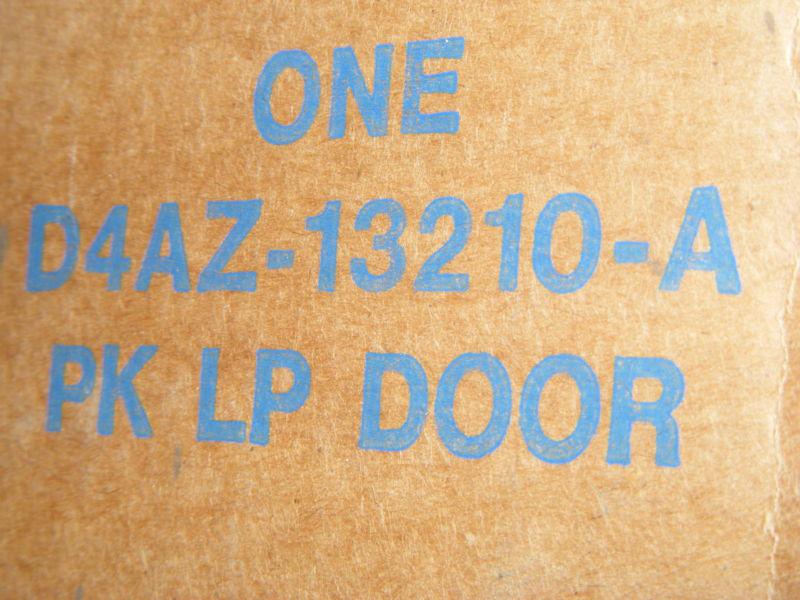 ONE
D4AZ-13210-A
PK LP DOOR